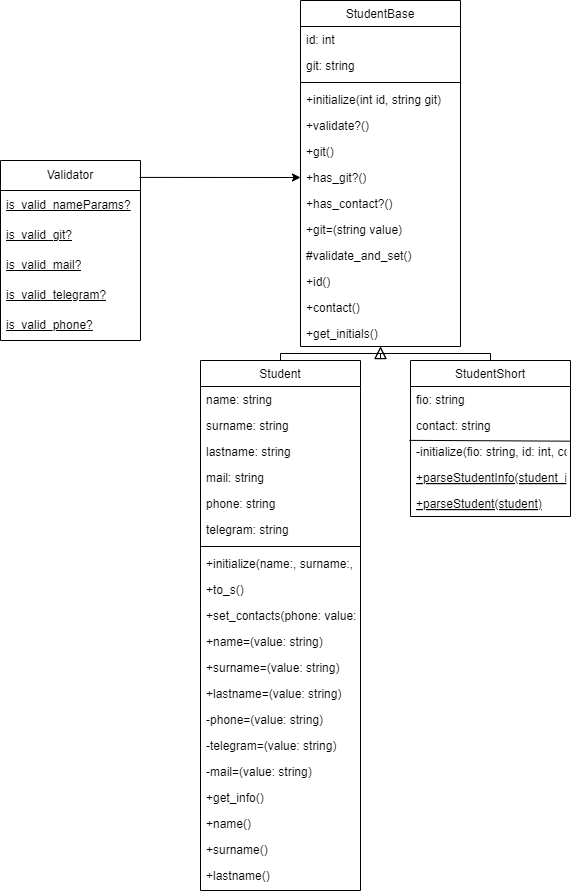 StudentBase
id: int
git: string
+initialize(int id, string git)
+validate?()
+git()
+has_git?()
+has_contact?()
+git=(string value)
#validate_and_set()
+id()
+contact()
+get_initials()
Validator
is_valid_nameParams?
is_valid_git?
is_valid_mail?
is_valid_telegram?
is_valid_phone?
Student
name: string
surname: string
lastname: string
mail: string
phone: string
telegram: string
+initialize(name:, surname:,
+to_s()
+set_contacts(phone: value:
+name=(value: string)
+surname=(value: string)
+lastname=(value: string)
-phone=(value: string)
-telegram=(value: string)
-mail=(value: string)
+get_info()
+name()
+surname()
+lastname()
StudentShort
fio: string
contact: string
-initialize(fio: string, id: int,
+parseStudentInfo(student_i
+parseStudent(student)